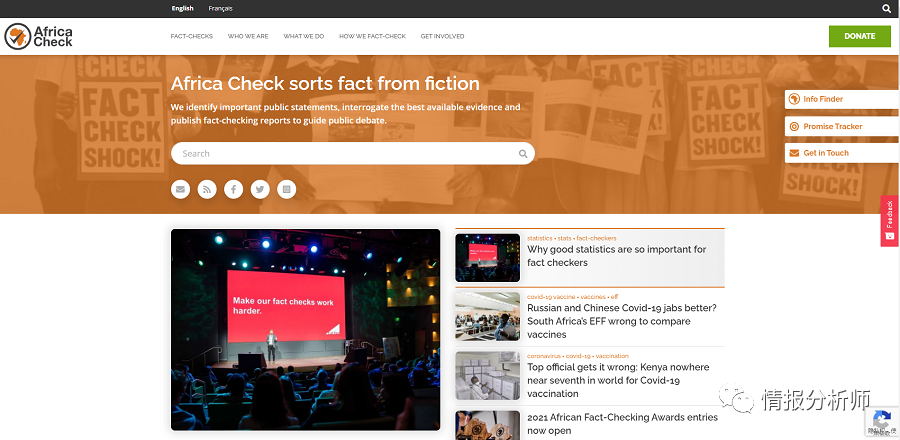 English Français
Africa
Check
FACT-CHECKS WHO WE ARE WHAT WE DO HOW WE FACT-CHECK GET INVOLVED
DONATE
Africa Check sorts fact from fiction
We identify important public statements, interrogate the best available evidence and
publish fact-checking reports to guide public debate.
Search
FACT
CHECK
SHOCK!
FACT
CHECK
SHOCK!
Info Finder
Promise Tracker
Get in Touch
Feedback
Make our fact checks work
harder.
statistics • stats • fact-checkers
Why good statistics are so important for
fact checkers
covid-19 vaccine • vaccines • eff
Russian and Chinese Covid-19 jabs better?
South Africa's EFF wrong to compare
vaccines
coronavirus • covid-19 • vaccination
Top official gets it wrong: Kenya nowhere
near seventh in world for Covid-19
vaccination
2021 African Fact-Checking Awards entries
now open
情报分析师